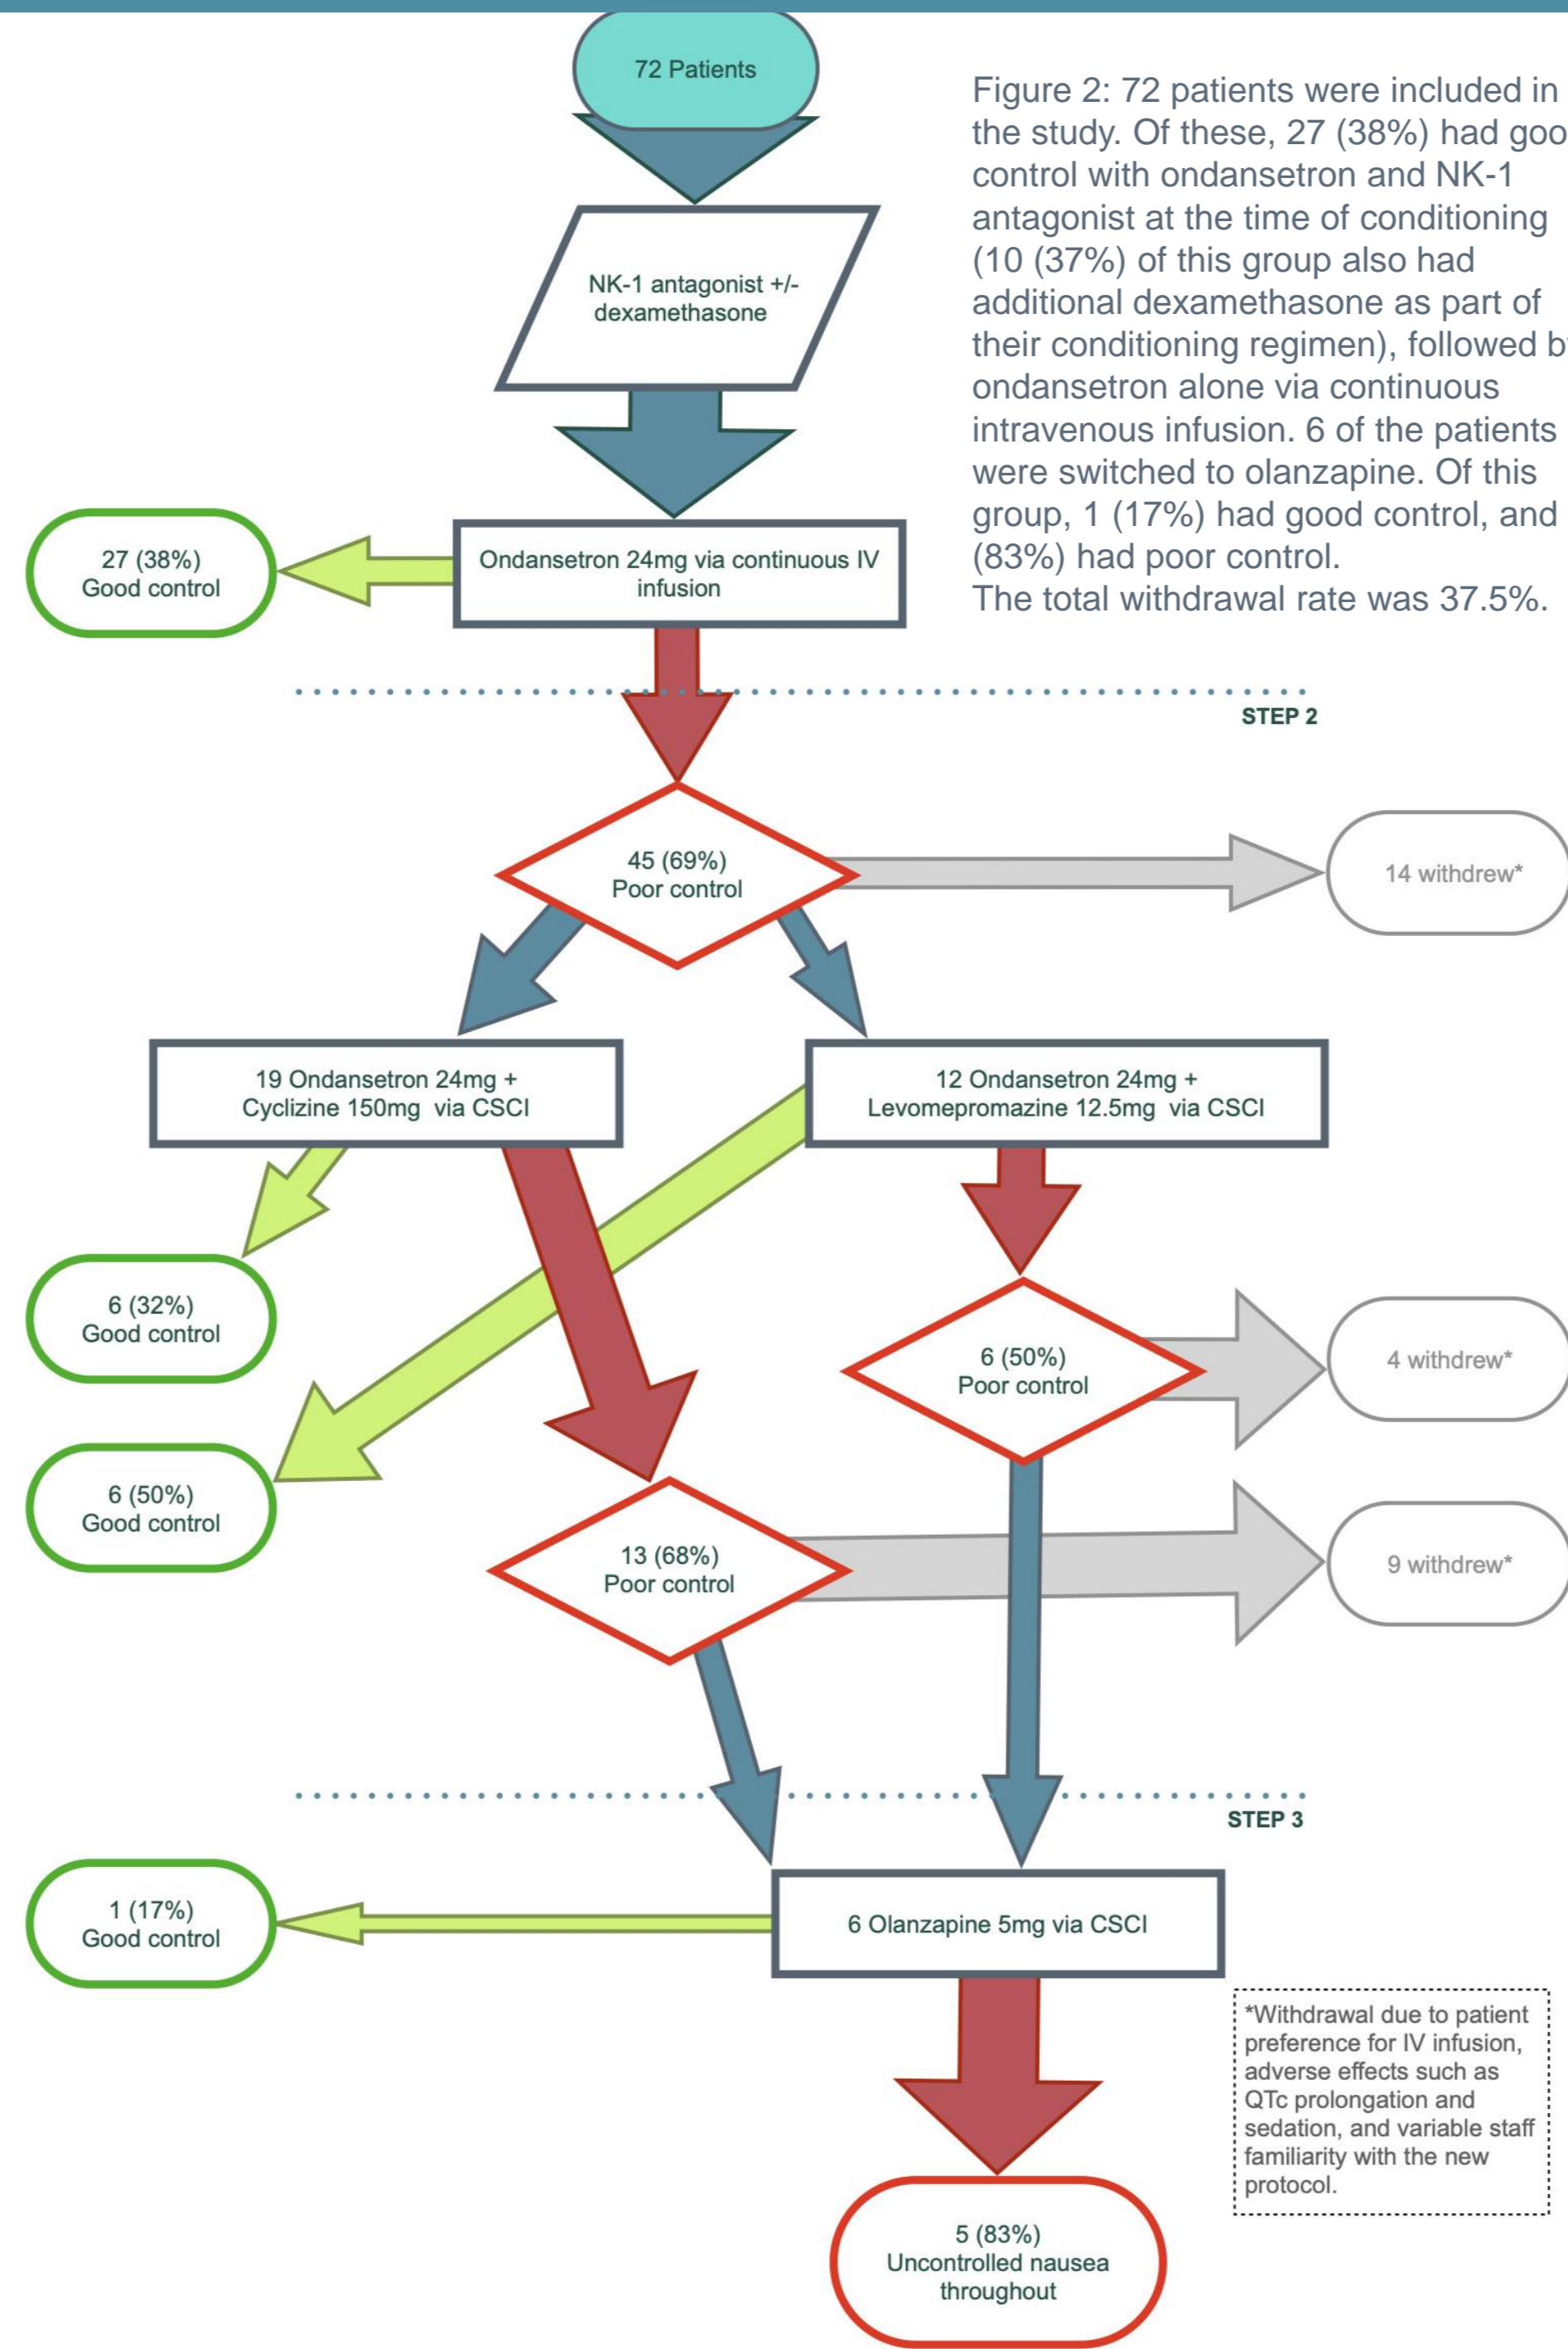 72 Patients
Figure 2: 72 patients were included in
the study. Of these, 27 (38%) had
control with ondansetron and NK-1
antagonist at the time of conditioning
(10 (37%) of this group also had
additional dexamethasone as part of
their conditioning regimen), followed
ondansetron alone via continuous
intravenous infusion. 6 of the patients
were switched to olanzapine. Of this
group, 1 (17%) had good control, and
(83%) had poor control.
The total withdrawal rate was 37.5%.
NK-1 antagonist +/-
dexamethasone
27 (38%)
Good control
Ondansetron 24mg via continuous IV
infusion
STEP 2
45 (69%)
Poor control
14 withdrew*
19 Ondansetron 24mg +
Cyclizine 150mg via CSCI
12 Ondansetron 24mg +
Levomepromazine 12.5mg via CSCI
6 (32%)
Good control
6 (50%)
Poor control
4 withdrew*
6 (50%)
Good control
13 (68%)
Poor control
9 withdrew*
STEP 3
1 (17%)
Good control
6 Olanzapine 5mg via CSCI
*Withdrawal due to patient
preference for IV infusion,
adverse effects such as
QTc prolongation and
sedation, and variable staff
familiarity with the new
protocol.
5 (83%)
Uncontrolled nausea
throughout